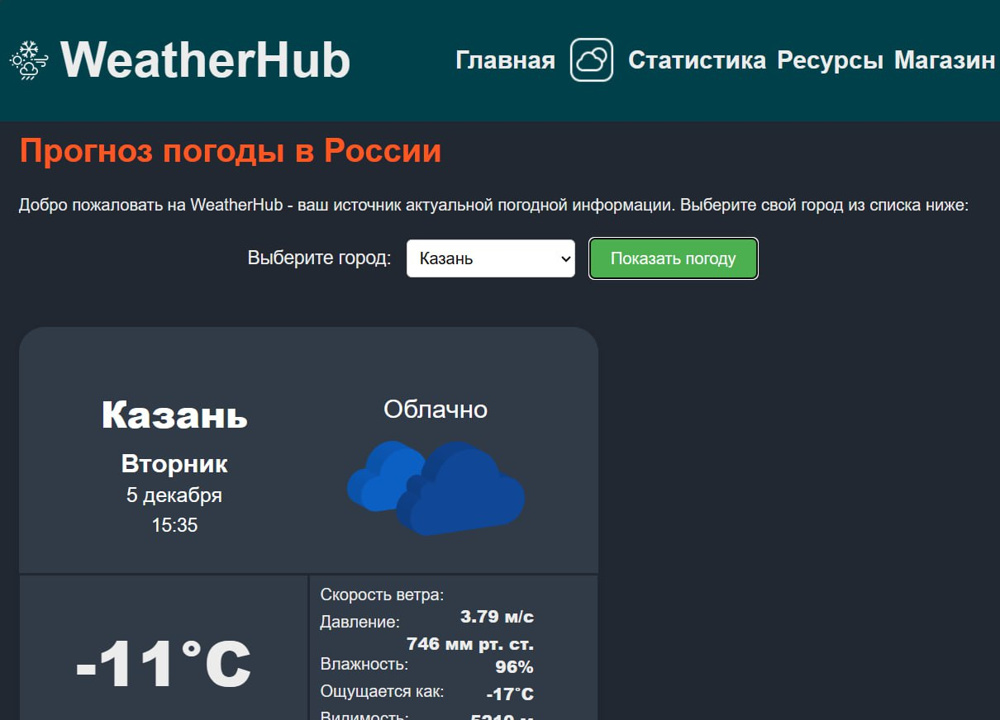 WeatherHub
Главная Статистика Ресурсы Магазин
Прогноз погоды в России
Добро пожаловать на WeatherHub - ваш источник актуальной погодной информации. Выберите свой город из списка ниже:
Выберите город: Казань Показать погоду
Казань
Вторник
5 декабря
15:35
Облачно
-11°C
Скорость ветра:
3.79 м/с
Давление:
746 мм рт. ст.
Влажность:
96%
Ощущается как:
-17°C
Видимость:
5219 м